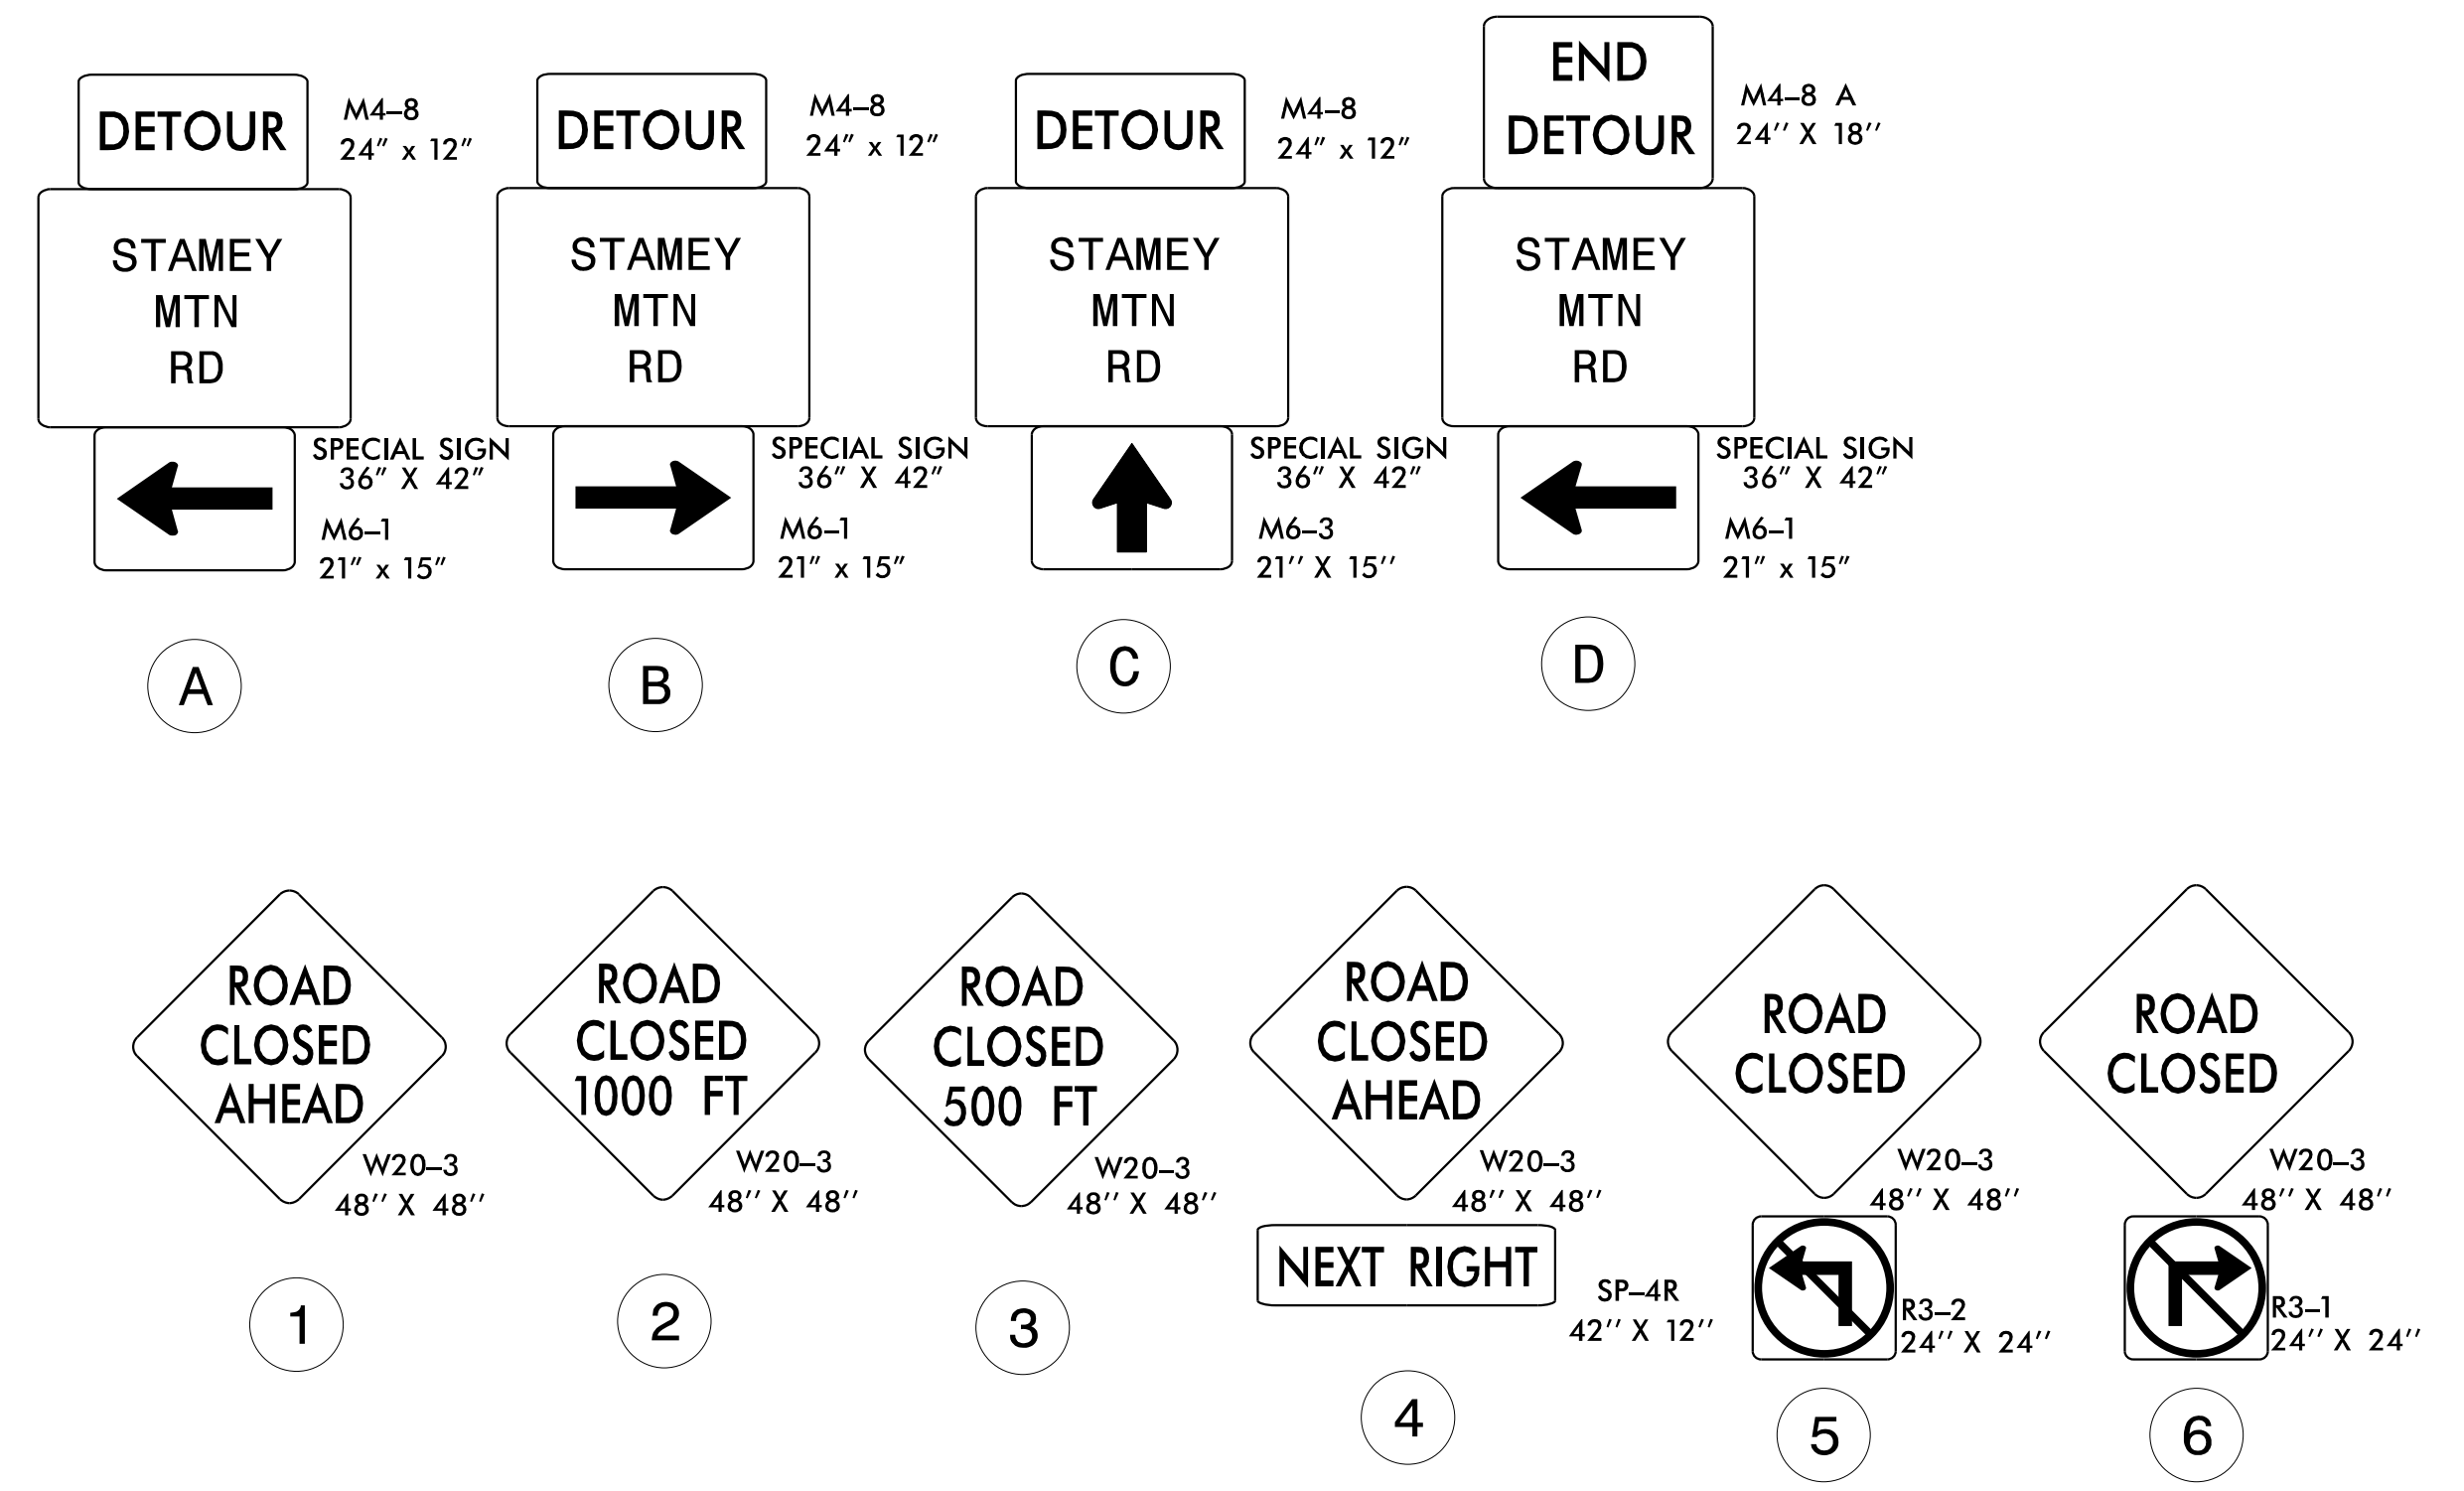 DETOUR
M4-8
24" x 12"
STAMEY
MTN
RD
SPECIAL SIGN
36" X 42"
M6-1
21" x 15"
A
DETOUR
M4-8
24" x 12"
STAMEY
MTN
RD
SPECIAL SIGN
36" X 42"
M6-1
21" x 15"
B
DETOUR
M4-8
24" x 12"
STAMEY
MTN
RD
SPECIAL SIGN
36" X 42"
M6-3
21'' X 15''
C
END
DETOUR
M4-8 A
24'' X 18''
STAMEY
MTN
RD
SPECIAL SIGN
36" X 42"
M6-1
21" x 15"
D
ROAD
CLOSED
AHEAD
W20-3
48'' X 48''
1
ROAD
CLOSED
1000 FT
W20-3
48'' X 48''
2
ROAD
CLOSED
500 FT
W20-3
48'' X 48''
3
ROAD
CLOSED
AHEAD
W20-3
48'' X 48''
NEXT RIGHT
SP-4R
42'' X 12''
4
ROAD
CLOSED
W20-3
48'' X 48''
R3-2
24'' X 24''
5
ROAD
CLOSED
W20-3
48'' X 48''
R3-1
24'' X 24''
6